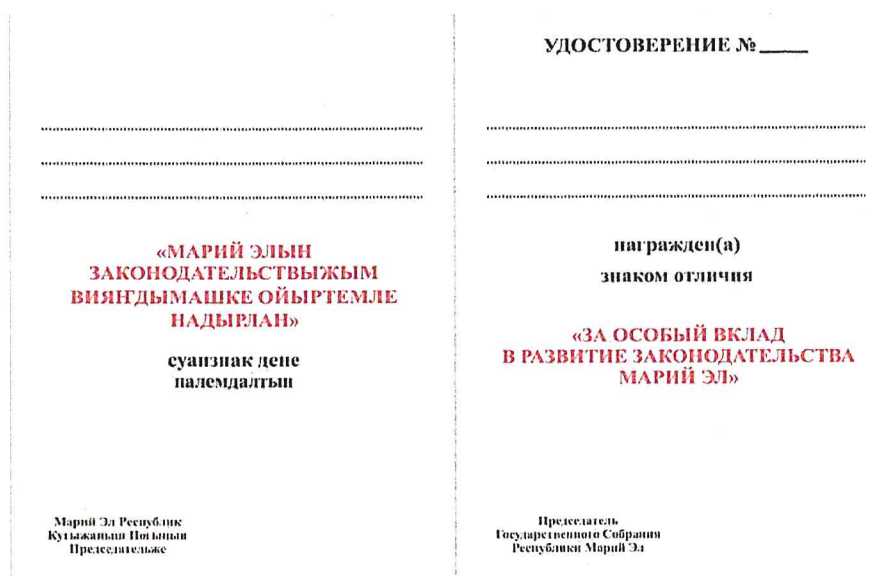 «МАРИЙ ЭЛЫН
ЗАКОНОДАТЕЛЬСТВЫЖЫМ
ВИЯҤДЫМАШКЕ ОЙЫРТЕМЛЕ
НАДЫРЛАН»
суапзнак дене
палемдалтын
Марий Эл Республик
Кугыжаныш Погынын
Председательже
УДОСТОВЕРЕНИЕ №
награжден(а)
знаком отличия
«ЗА ОСОБЫЙ ВКЛАД
В РАЗВИТИЕ ЗАКОНОДАТЕЛЬСТВА
МАРИЙ ЭЛ»
Председатель
Государственного Собрания
Республики Марий Эл